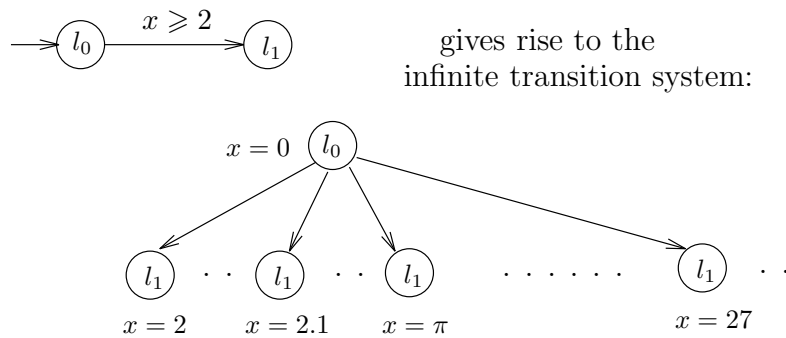 x ⩾ 2
l₀ l₁
gives rise to the
infinite transition system:
x = 0 l₀
l₁ · · l₁ · · l₁ · · · · · · l₁ · ·
x = 2 x = 2.1 x = π x = 27